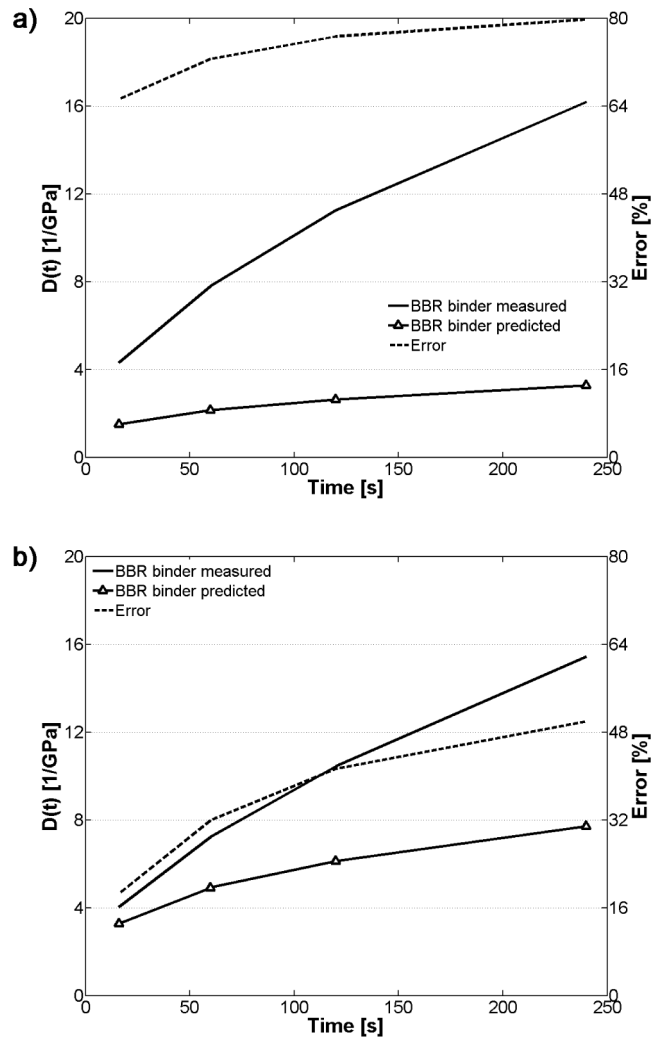 a)
20
16
12
8
4
0
D(t) [1/GPa]
80
64
48
32
16
0
Error [%]
BBR binder measured
BBR binder predicted
Error
0 50 100 150 200 250
Time [s]
b)
20
16
12
8
4
0
D(t) [1/GPa]
80
64
48
32
16
0
Error [%]
BBR binder measured
BBR binder predicted
Error
0 50 100 150 200 250
Time [s]